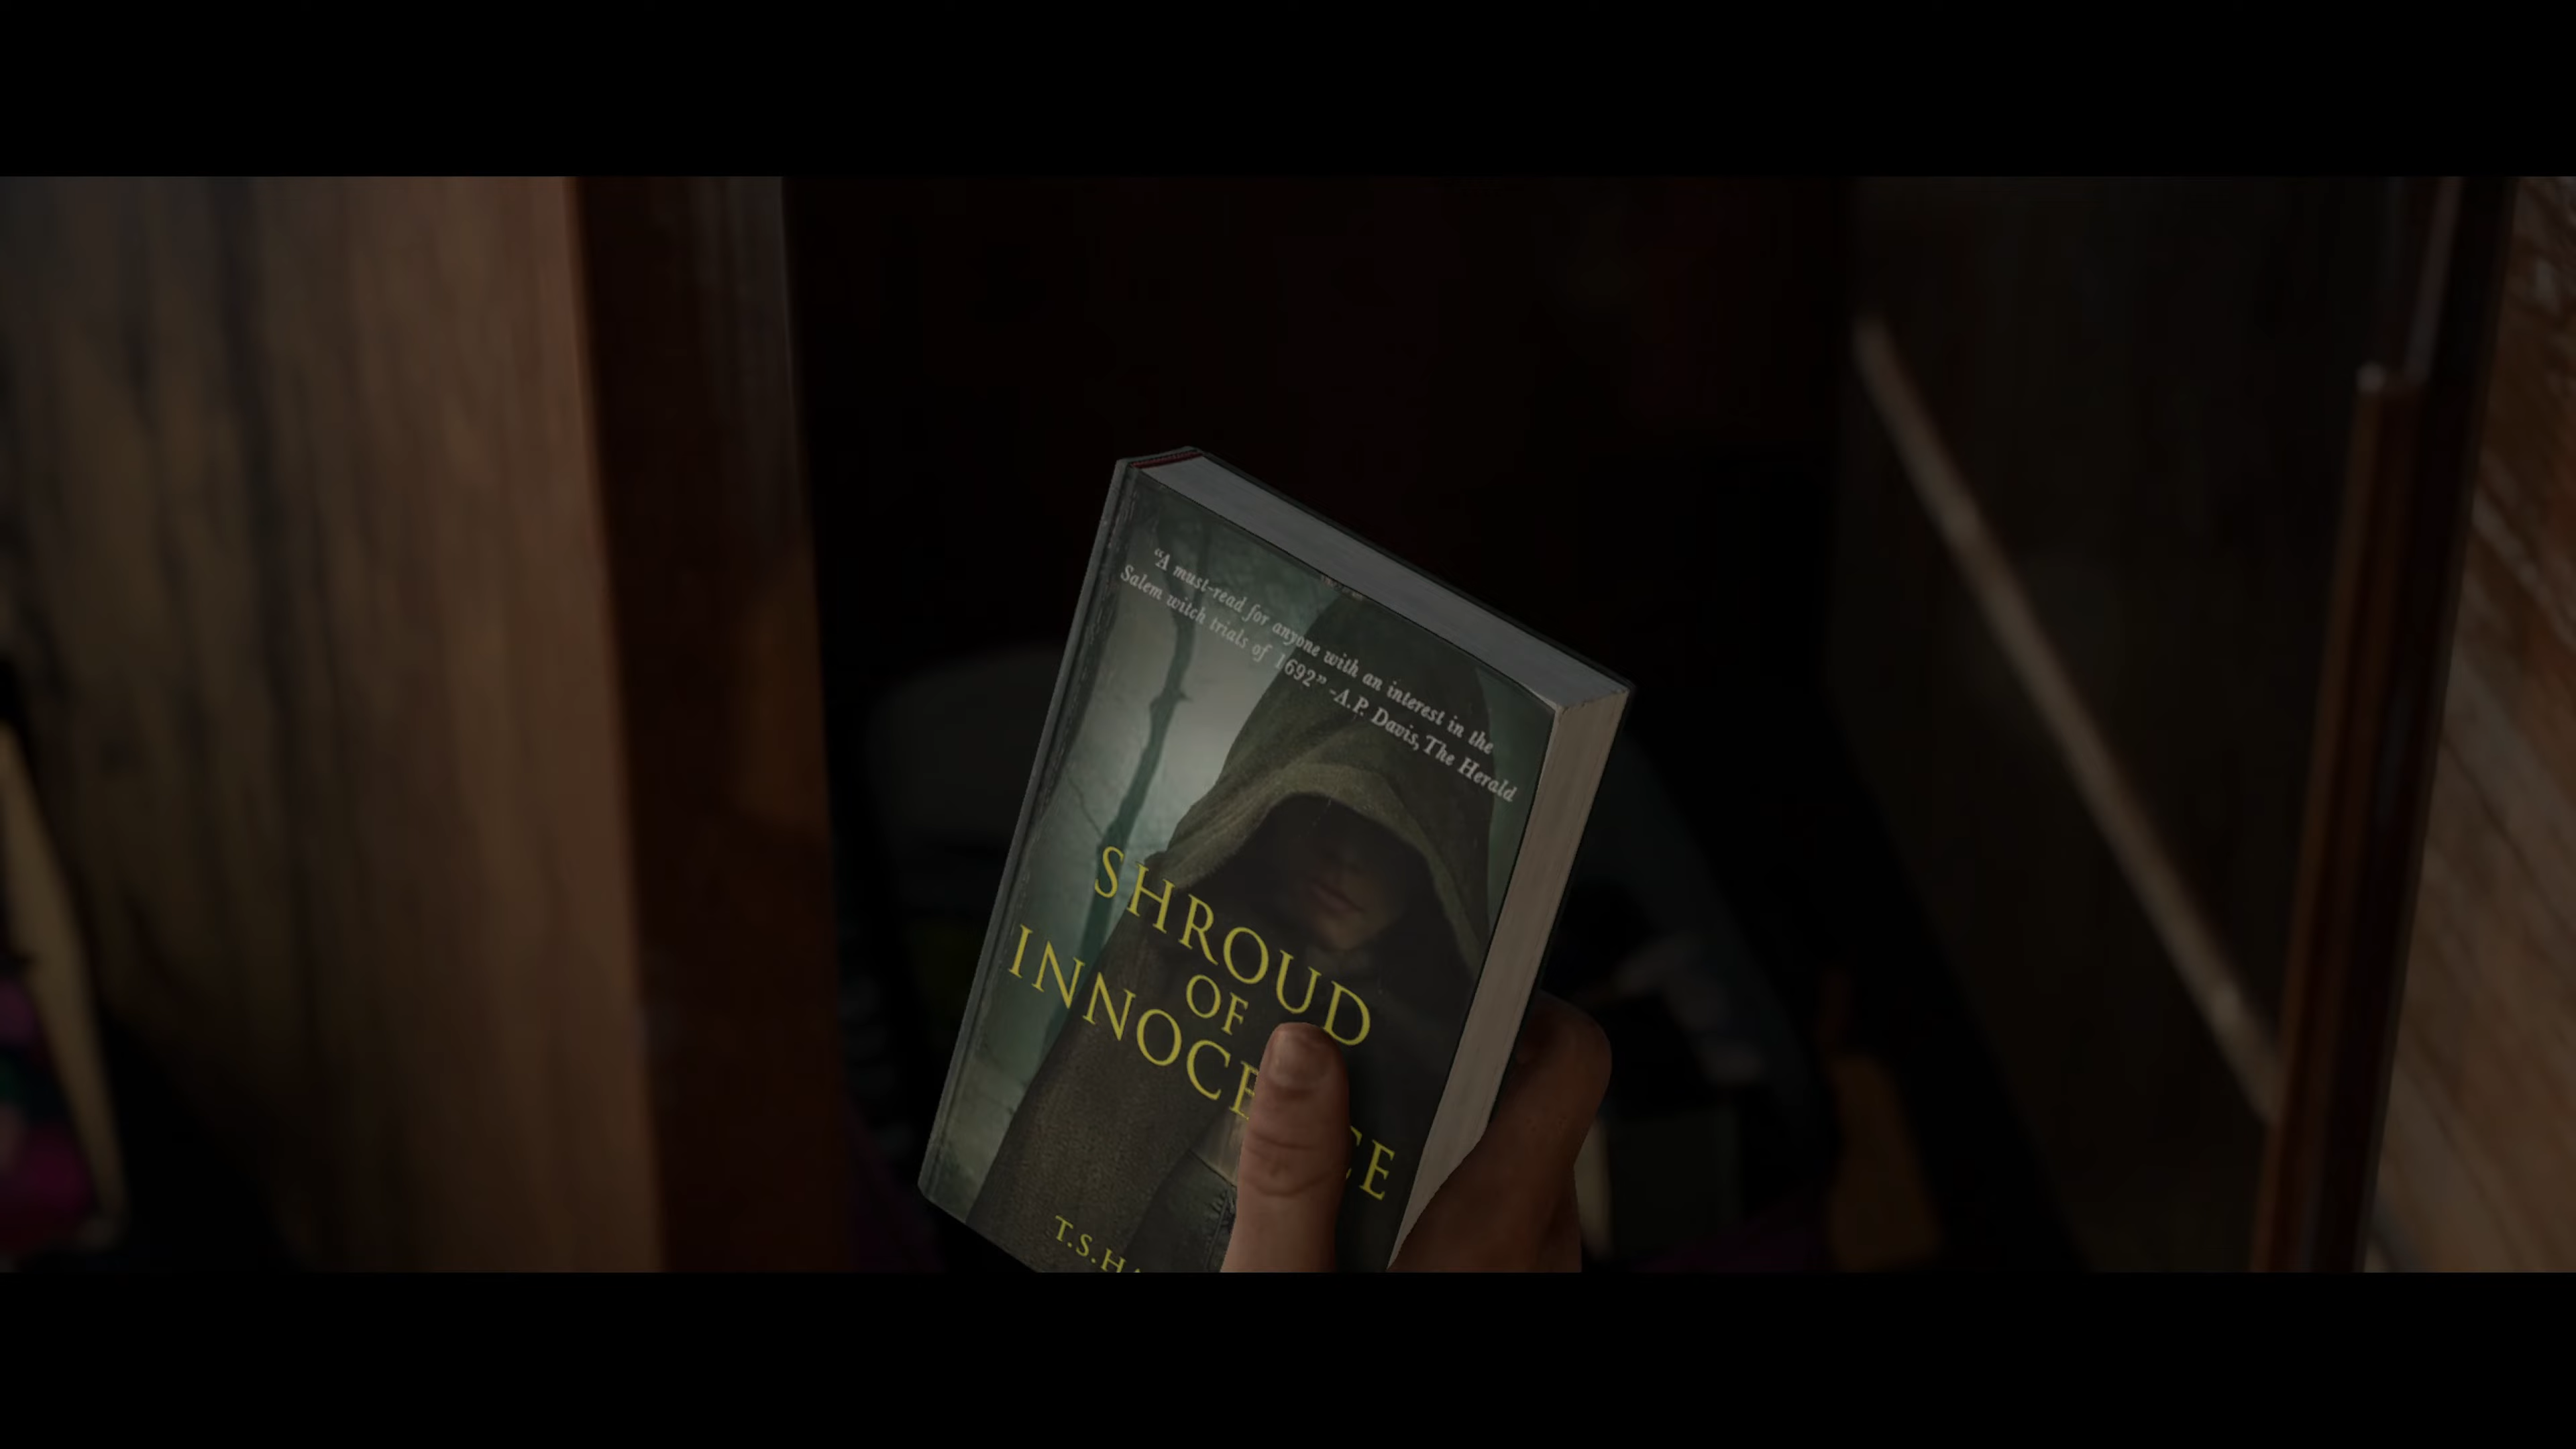 “A must-read for anyone with an interest in the
Salem witch trials of 1692” -A.P. Davis, The Herald
SHROUD
OF
T.S.